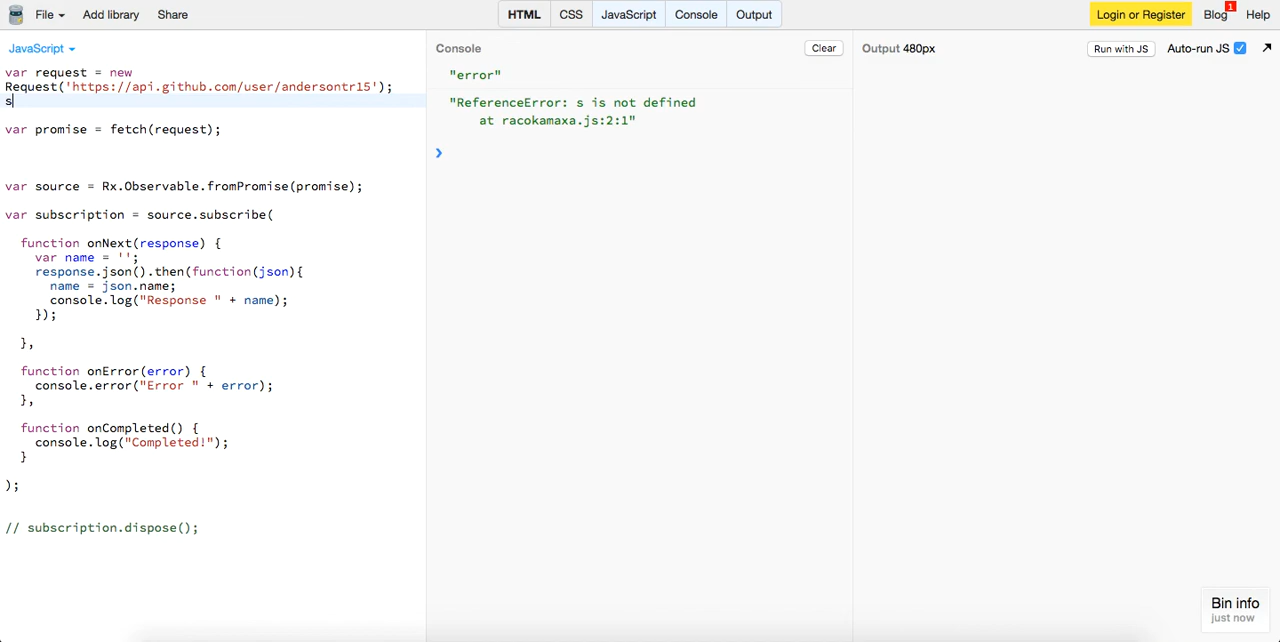 File Add library Share HTML CSS JavaScript Console Output Login or Register Blog 1 Help
JavaScript
var request = new
Request('https://api.github.com/user/andersontr15');
s
var promise = fetch(request);
var source = Rx.Observable.fromPromise(promise);
var subscription = source.subscribe(
function onNext(response) {
var name = '';
response.json().then(function(json){
name = json.name;
console.log("Response " + name);
});
},
function onError(error) {
console.error("Error " + error);
},
function onCompleted() {
console.log("Completed!");
}
);
// subscription.dispose();
Console Clear
"error"
"ReferenceError: s is not defined
at racokamaxa.js:2:1"
Output 480px Run with JS Auto-run JS
Bin info
just now